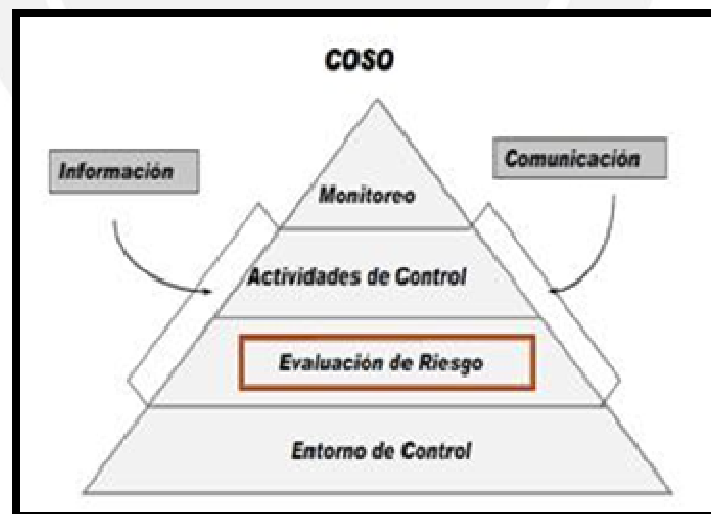 COSO
Información
Comunicación
Monitoreo
Actividades de Control
Evaluación de Riesgo
Entorno de Control